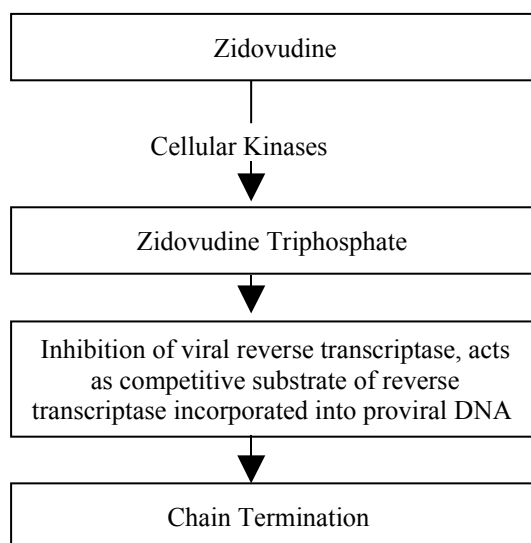 Zidovudine
Cellular Kinases
Zidovudine Triphosphate
Inhibition of viral reverse transcriptase, acts
as competitive substrate of reverse
transcriptase incorporated into proviral DNA
Chain Termination